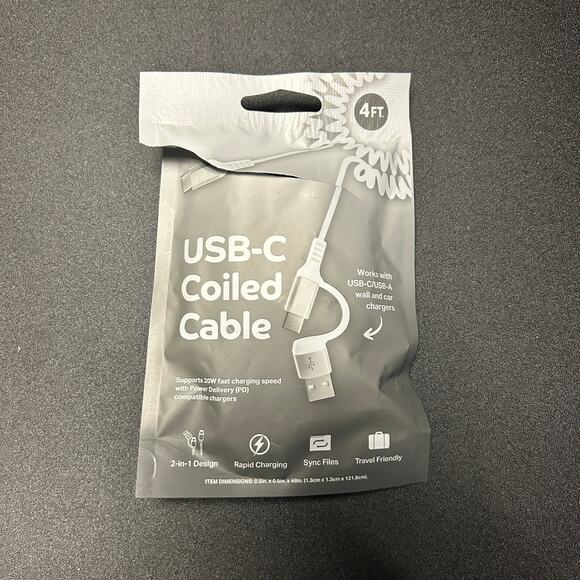 4FT.
USB-C
Coiled
Cable
Works with
USB-C/USB-A
wall and car
chargers
Supports 20W fast charging speed
with Power Delivery (PD)
compatible chargers
2-in-1 Design
Rapid Charging
Sync Files
Travel Friendly
ITEM DIMENSIONS: 0.5in. x 0.5in. x 48in. (1.3cm x 1.3cm x 121.9cm).